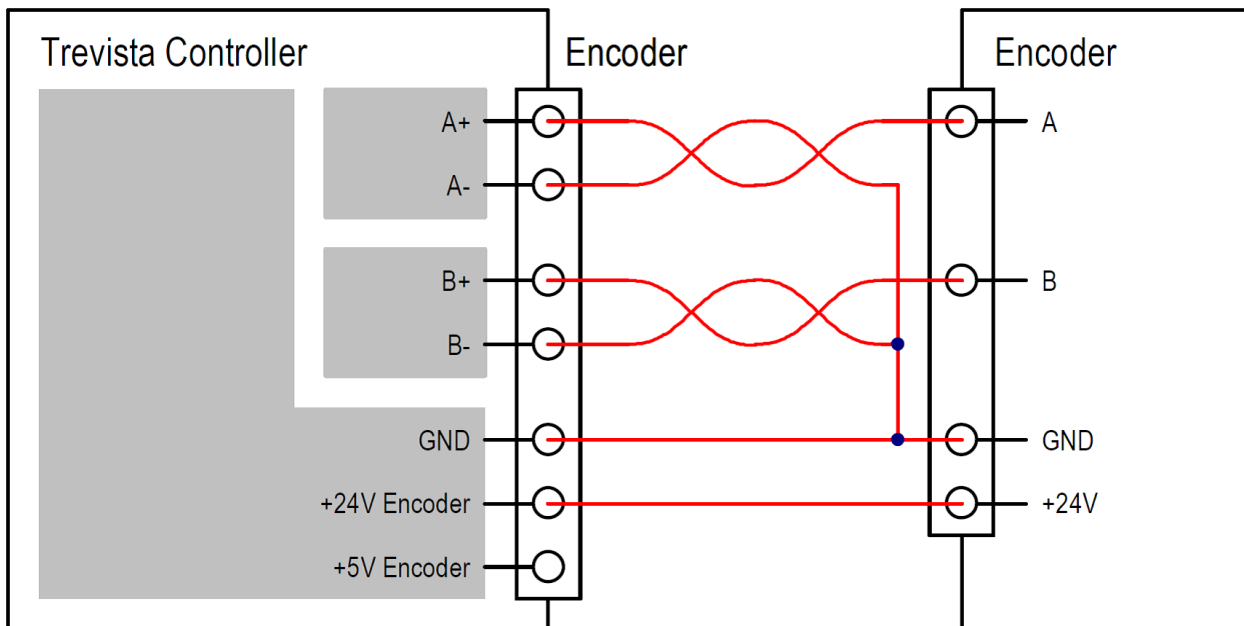 Trevista Controller
Encoder
Encoder
A+
A
A-
B+
B
B-
GND
GND
+24V Encoder
+24V
+5V Encoder